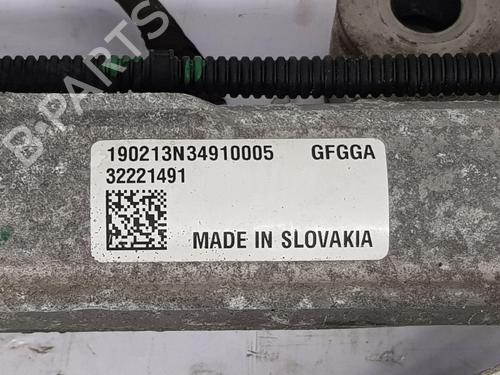 B-PARTS
190213N34910005 GFGGA
32221491
MADE IN SLOVAKIA